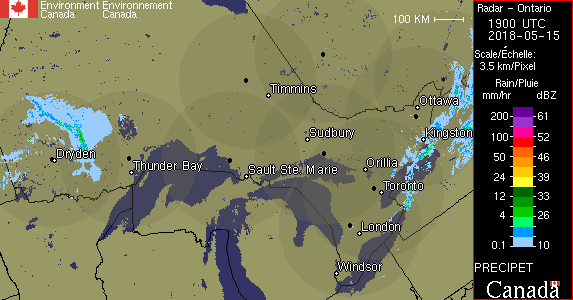 Environment Environnement
Canada Canada
100 KM
Timmins
Ottawa
Sudbury
Kingston
Dryden
Thunder Bay
Sault Ste. Marie
Orillia
Toronto
London
Windsor
Radar - Ontario
1900 UTC
2018-05-15
Scale/Échelle:
3.5 km/Pixel
Rain/Pluie
mm/hr dBZ
200 61
100 52
50 46
24 39
12 33
4 26
0.1 10
PRECIPET
Canada